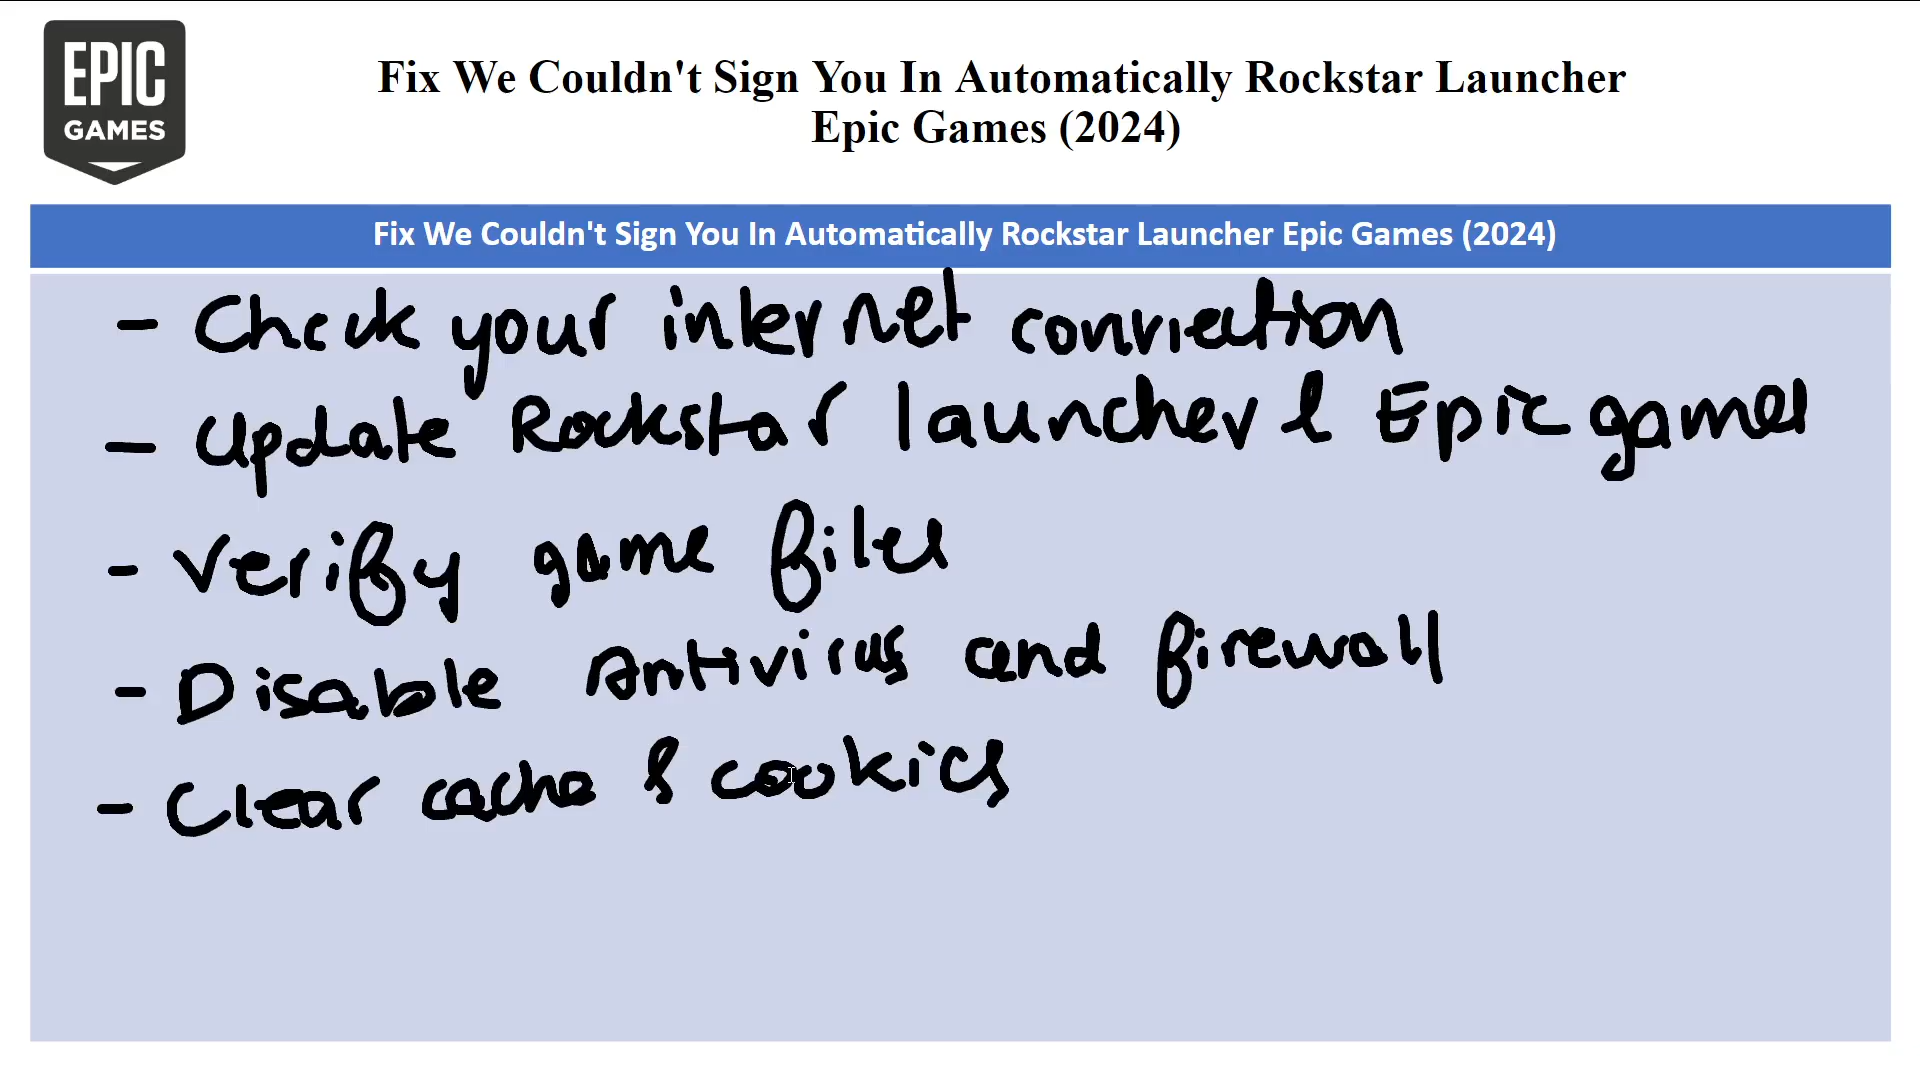 EPIC
GAMES
Fix We Couldn't Sign You In Automatically Rockstar Launcher
Epic Games (2024)
Fix We Couldn't Sign You In Automatically Rockstar Launcher Epic Games (2024)
- Check your internet connection
- Update Rockstar launcher & Epic games
- Verify game files
- Disable Antivirus and firewall
- Clear cache & cookies